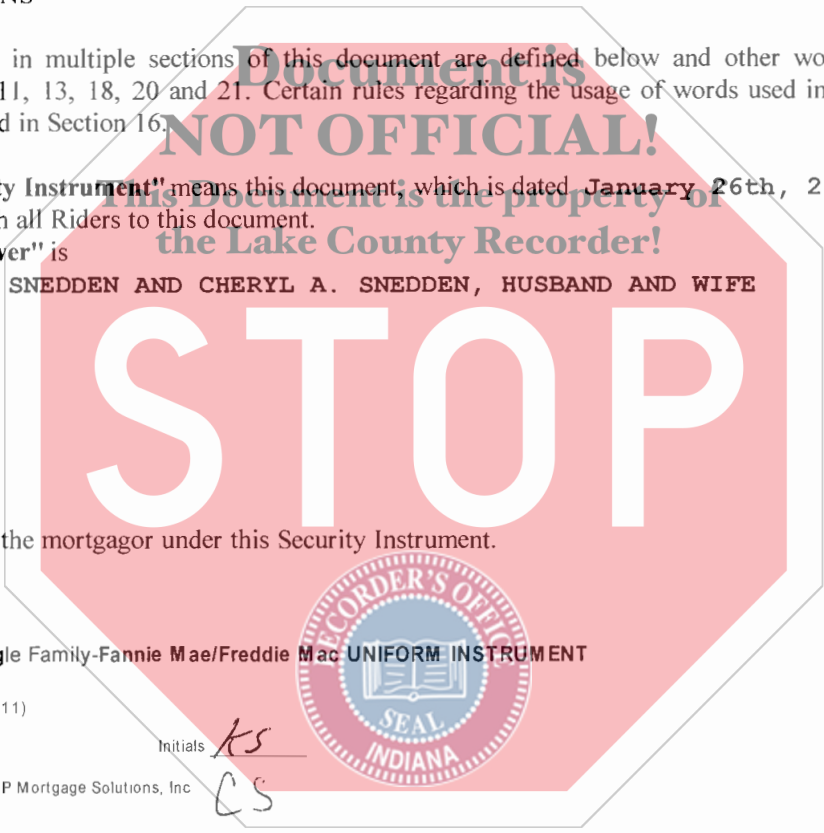 NS
in multiple sections of this document are defined below and other wo
11, 13, 18, 20 and 21. Certain rules regarding the usage of words used in
d in Section 16.
Document is
NOT OFFICIAL!
This Document is the property of
the Lake County Recorder!
ty Instrument" means this document, which is dated January 26th, 2
n all Riders to this document.
wer" is
SNEDDEN AND CHERYL A. SNEDDEN, HUSBAND AND WIFE
STOP
the mortgagor under this Security Instrument.
RECORDER'S OFFICE
SEAL
INDIANA
gle Family-Fannie Mae/Freddie Mac UNIFORM INSTRUMENT
11)
Initials KS
P Mortgage Solutions, Inc CS